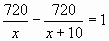 720/x − 720/(x + 10) = 1